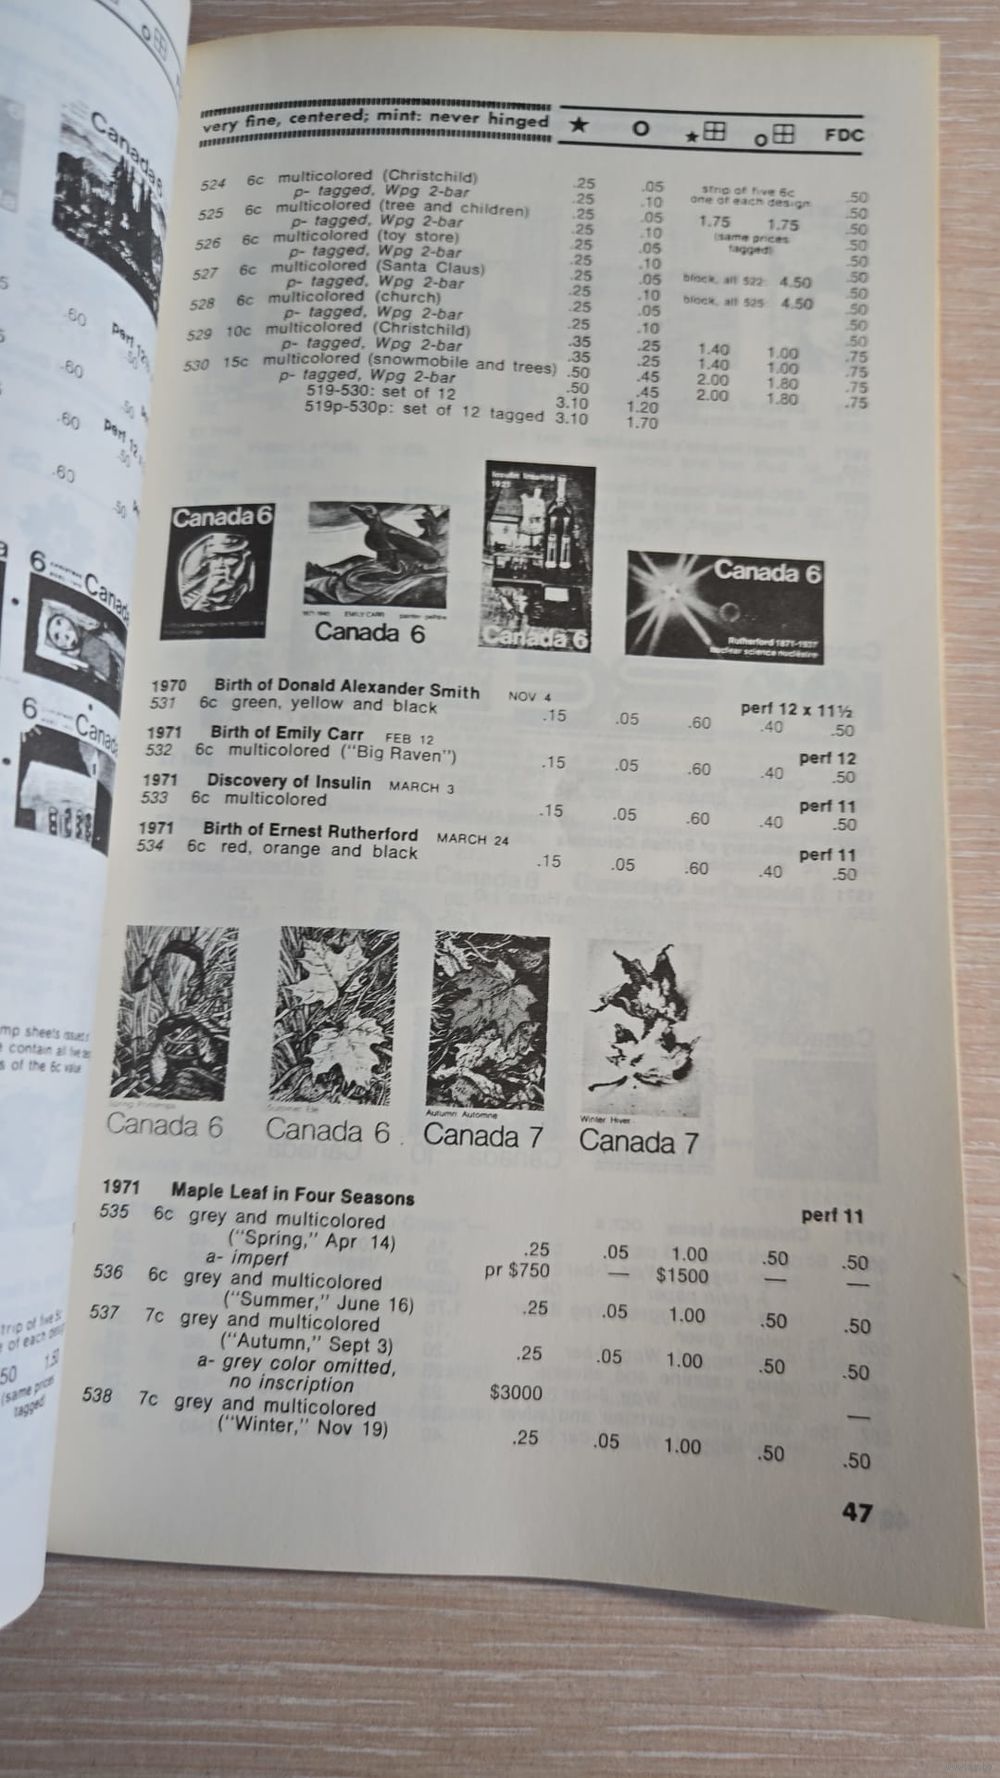 very fine, centered; mint: never hinged ★ O ★⊞ O⊞ FDC
524 6c multicolored (Christchild) .25 .05 strip of five 6c .50
p- tagged, Wpg 2-bar .25 .10 one of each design .50
525 6c multicolored (tree and children) .25 .05 1.75 1.75 .50
p- tagged, Wpg 2-bar .25 .10 (same prices .50
526 6c multicolored (toy store) .25 .05 tagged) .50
p- tagged, Wpg 2-bar .25 .10 .50
527 6c multicolored (Santa Claus) .25 .05 block, all 522: 4.50 .50
p- tagged, Wpg 2-bar .25 .10 block, all 525: 4.50 .50
528 6c multicolored (church) .25 .05 .50
p- tagged, Wpg 2-bar .25 .10 .50
529 10c multicolored (Christchild) .35 .25 1.40 1.00 .75
p- tagged, Wpg 2-bar .35 .25 1.40 1.00 .75
530 15c multicolored (snowmobile and trees) .50 .45 2.00 1.80 .75
p- tagged, Wpg 2-bar .50 .45 2.00 1.80 .75
519-530: set of 12 3.10 1.20
519p-530p: set of 12 tagged 3.10 1.70
Canada 6
EMILY CARR
Canada 6
Canada 6
Canada 6
Rutherford 1871-1937
Nuclear science nucléaire
1970 Birth of Donald Alexander Smith NOV 4 perf 12 x 11½
531 6c green, yellow and black .15 .05 .60 .40 .50
1971 Birth of Emily Carr FEB 12 perf 12
532 6c multicolored ("Big Raven") .15 .05 .60 .40 .50
1971 Discovery of Insulin MARCH 3 perf 11
533 6c multicolored .15 .05 .60 .40 .50
1971 Birth of Ernest Rutherford MARCH 24 perf 11
534 6c red, orange and black .15 .05 .60 .40 .50
Canada 6
Canada 6
Autumn Automne
Canada 7
Winter Hiver
Canada 7
1971 Maple Leaf in Four Seasons perf 11
535 6c grey and multicolored
("Spring," Apr 14) .25 .05 1.00 .50 .50
a- imperf pr $750 — $1500 — —
536 6c grey and multicolored
("Summer," June 16) .25 .05 1.00 .50 .50
537 7c grey and multicolored
("Autumn," Sept 3) .25 .05 1.00 .50 .50
a- grey color omitted,
no inscription $3000 —
538 7c grey and multicolored
("Winter," Nov 19) .25 .05 1.00 .50 .50
47
Canada 6
.60
.60
.60
.60
6 Canada
6 Canada